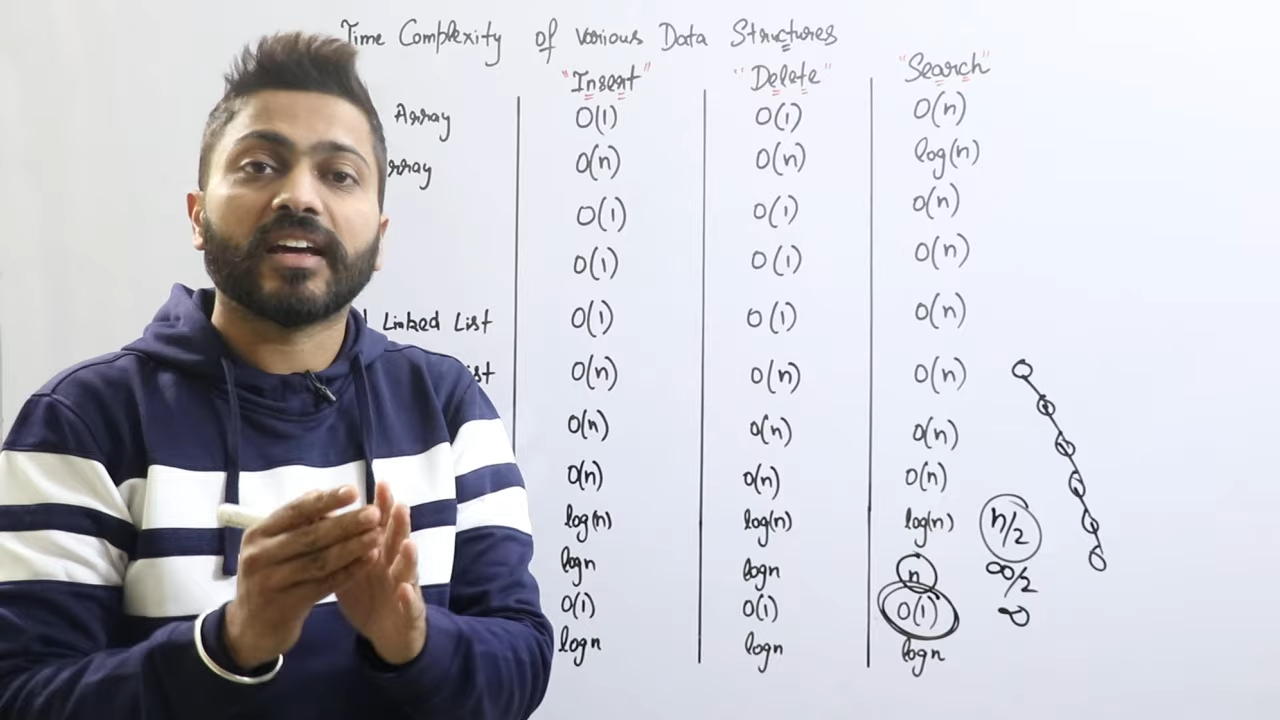 Time Complexity of various Data Structures
"Insert" "Delete" "Search"
Array O(1) O(1) O(n)
rray O(n) O(n) log(n)
O(1) O(1) O(n)
O(1) O(1) O(n)
d Linked List O(1) O(1) O(n)
ist O(n) O(n) O(n)
O(n) O(n) O(n)
O(n) O(n) O(n)
log(n) log(n) log(n) n/2
logn logn n ∞/2
O(1) O(1) O(1) ∞
logn logn logn